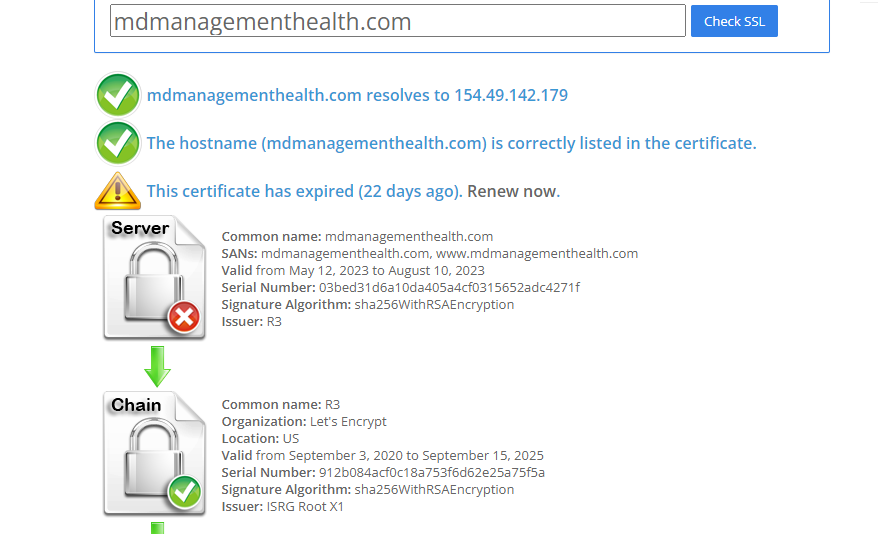 mdmanagementhealth.com
Check SSL
mdmanagementhealth.com resolves to 154.49.142.179
The hostname (mdmanagementhealth.com) is correctly listed in the certificate.
This certificate has expired (22 days ago). Renew now.
Server
Common name: mdmanagementhealth.com
SANs: mdmanagementhealth.com, www.mdmanagementhealth.com
Valid from May 12, 2023 to August 10, 2023
Serial Number: 03bed31d6a10da405a4cf0315652adc4271f
Signature Algorithm: sha256WithRSAEncryption
Issuer: R3
Chain
Common name: R3
Organization: Let's Encrypt
Location: US
Valid from September 3, 2020 to September 15, 2025
Serial Number: 912b084acf0c18a753f6d62e25a75f5a
Signature Algorithm: sha256WithRSAEncryption
Issuer: ISRG Root X1